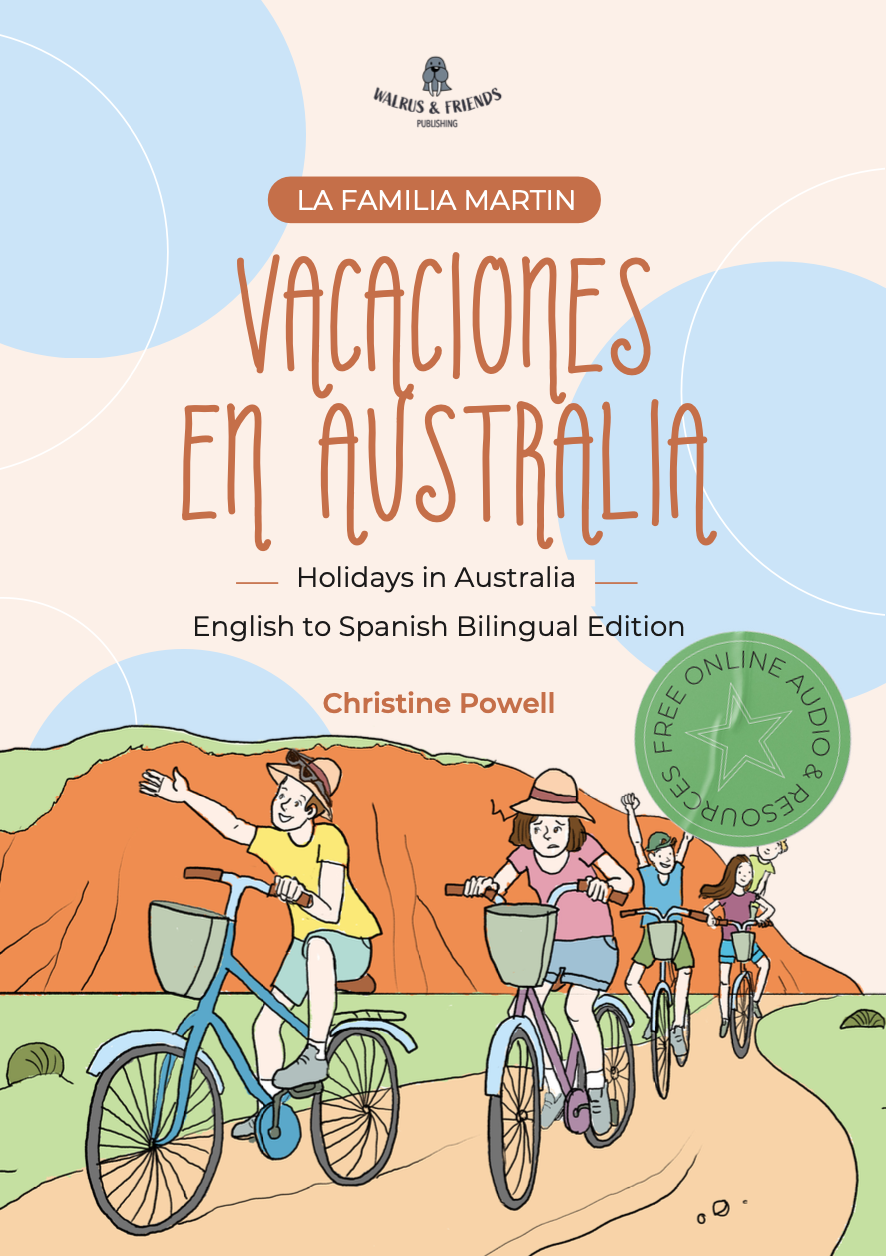 WALRUS & FRIENDS
PUBLISHING
LA FAMILIA MARTIN
VACACIONES
EN AUSTRALIA
Holidays in Australia
English to Spanish Bilingual Edition
Christine Powell
FREE ONLINE AUDIO & RESOURCES